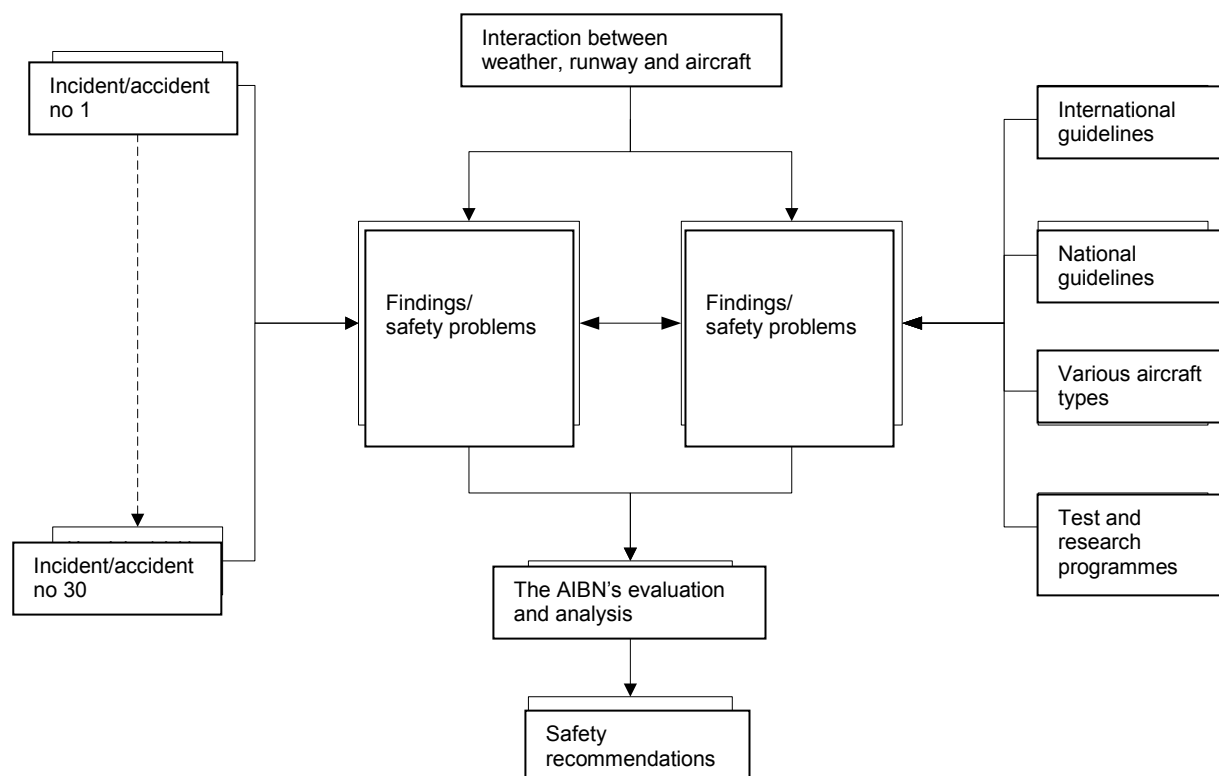 Interaction between
weather, runway and aircraft
Incident/accident
no 1
International
guidelines
National
guidelines
Findings/
safety problems
Findings/
safety problems
Various aircraft
types
Test and
research
programmes
Incident/accident
no 30
The AIBN’s evaluation
and analysis
Safety
recommendations